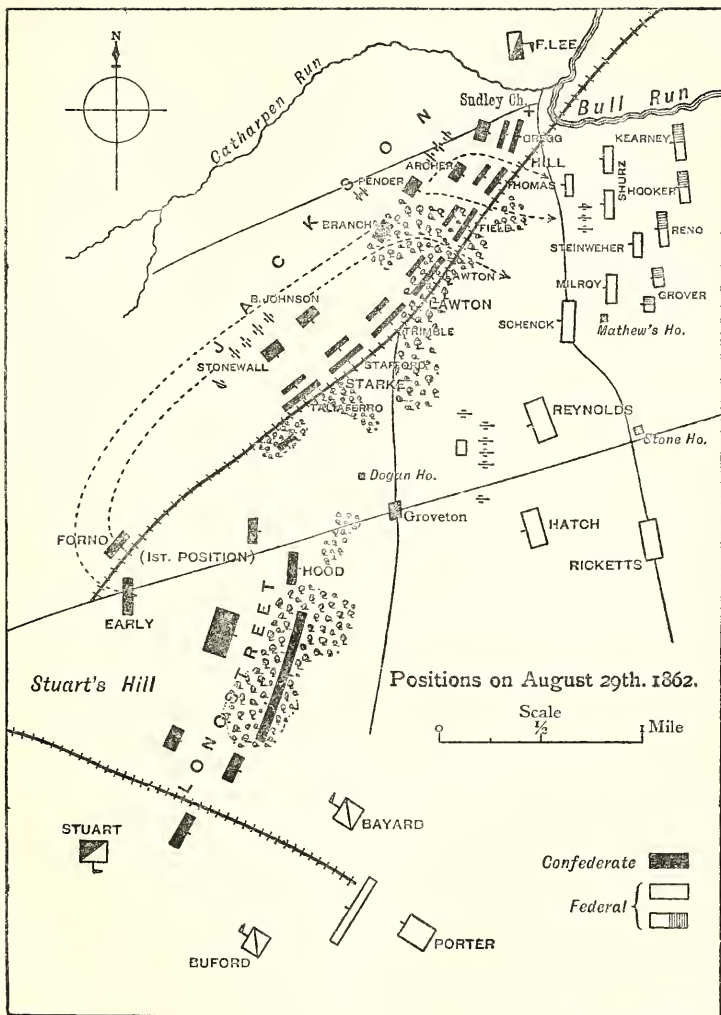 N
F. LEE
Catharpen Run
Sudley Ch.
Bull Run
GREGG
KEARNEY
ARCHER
HILL
SHURZ
PENDER
THOMAS
HOOKER
JACKSON
BRANCH
FIELD
RENO
STEINWEHER
LAWTON
MILROY
GROVER
B. JOHNSON
LAWTON
SCHENCK
Mathew's Ho.
TRIMBLE
STONEWALL
STAFFORD
STARKE
TALIAFERRO
REYNOLDS
Stone Ho.
Dogan Ho.
Groveton
FORNO
(1ST. POSITION)
HATCH
HOOD
RICKETTS
EARLY
LONGSTREET
Stuart's Hill
Positions on August 29th. 1862.
Scale
0 ½ 1 Mile
STUART
BAYARD
Confederate
Federal
BUFORD
PORTER